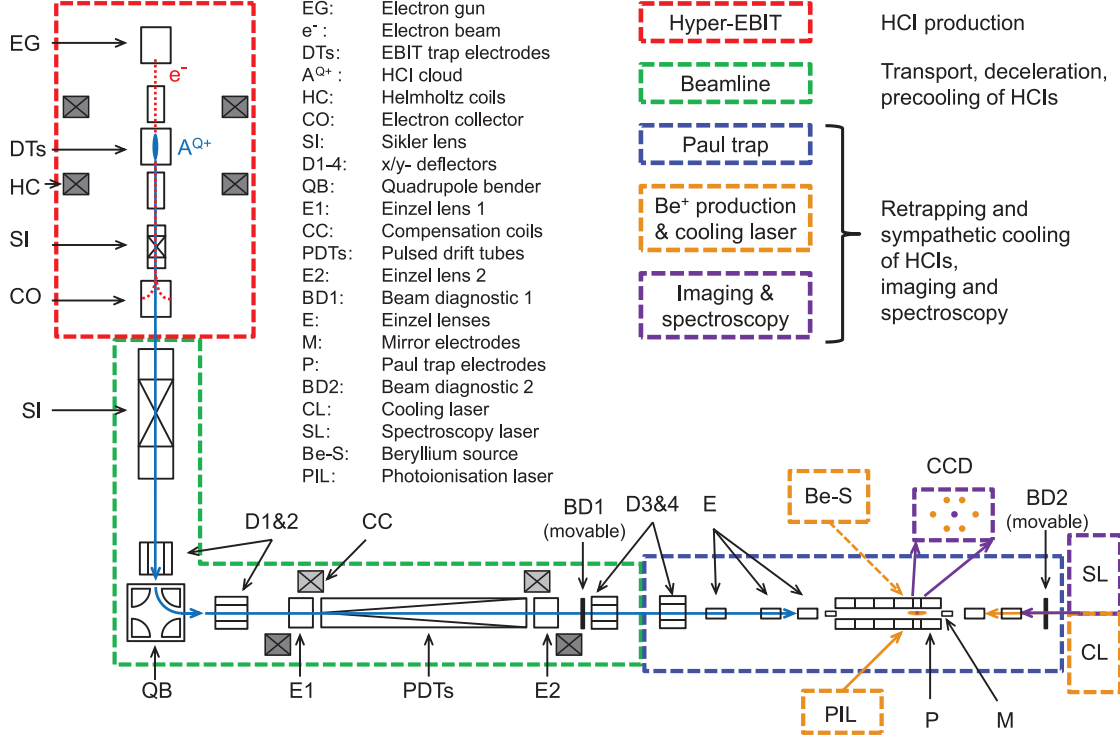 EG
e⁻
DTs
A^Q+
HC
SI
CO
SI
EG: Electron gun
e⁻ : Electron beam
DTs: EBIT trap electrodes
A^Q+ : HCI cloud
HC: Helmholtz coils
CO: Electron collector
SI: Sikler lens
D1-4: x/y- deflectors
QB: Quadrupole bender
E1: Einzel lens 1
CC: Compensation coils
PDTs: Pulsed drift tubes
E2: Einzel lens 2
BD1: Beam diagnostic 1
E: Einzel lenses
M: Mirror electrodes
P: Paul trap electrodes
BD2: Beam diagnostic 2
CL: Cooling laser
SL: Spectroscopy laser
Be-S: Beryllium source
PIL: Photoionisation laser
Hyper-EBIT
HCI production
Beamline
Transport, deceleration,
precooling of HCIs
Paul trap
Be⁺ production
& cooling laser
Imaging &
spectroscopy
Retrapping and
sympathetic cooling
of HCIs,
imaging and
spectroscopy
D1&2
CC
BD1
(movable)
D3&4
E
Be-S
CCD
BD2
(movable)
SL
CL
QB
E1
PDTs
E2
PIL
P
M